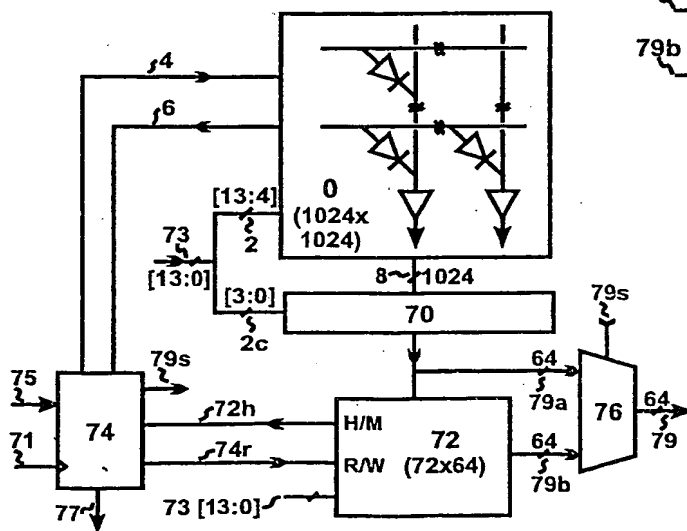 79b
4
6
0
(1024x
1024)
[13:4]
2
73
[13:0]
8
1024
[3:0]
2c
70
79s
75
79s
64
79a
76
64
79
71
74
72h
H/M
72
(72x64)
74r
R/W
64
79b
77
73 [13:0]